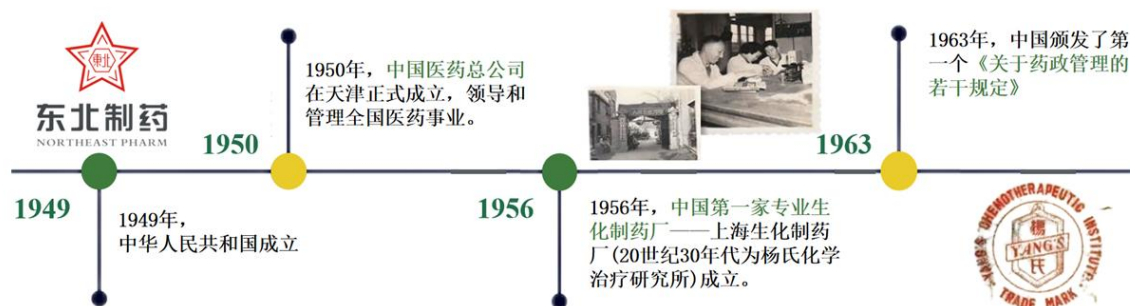 東北
东北制药
NORTHEAST PHARM
1949
1949年，
中华人民共和国成立
1950
1950年，中国医药总公司
在天津正式成立，领导和
管理全国医药事业。
1956
1956年，中国第一家专业生
化制药厂——上海生化制药
厂(20世纪30年代为杨氏化学
治疗研究所)成立。
1963
1963年，中国颁发了第
一个《关于药政管理的
若干规定》
YANG'S CHEMOTHERAPEUTIC INSTITUTE
楊
YANG'S
氏
TRADE MARK